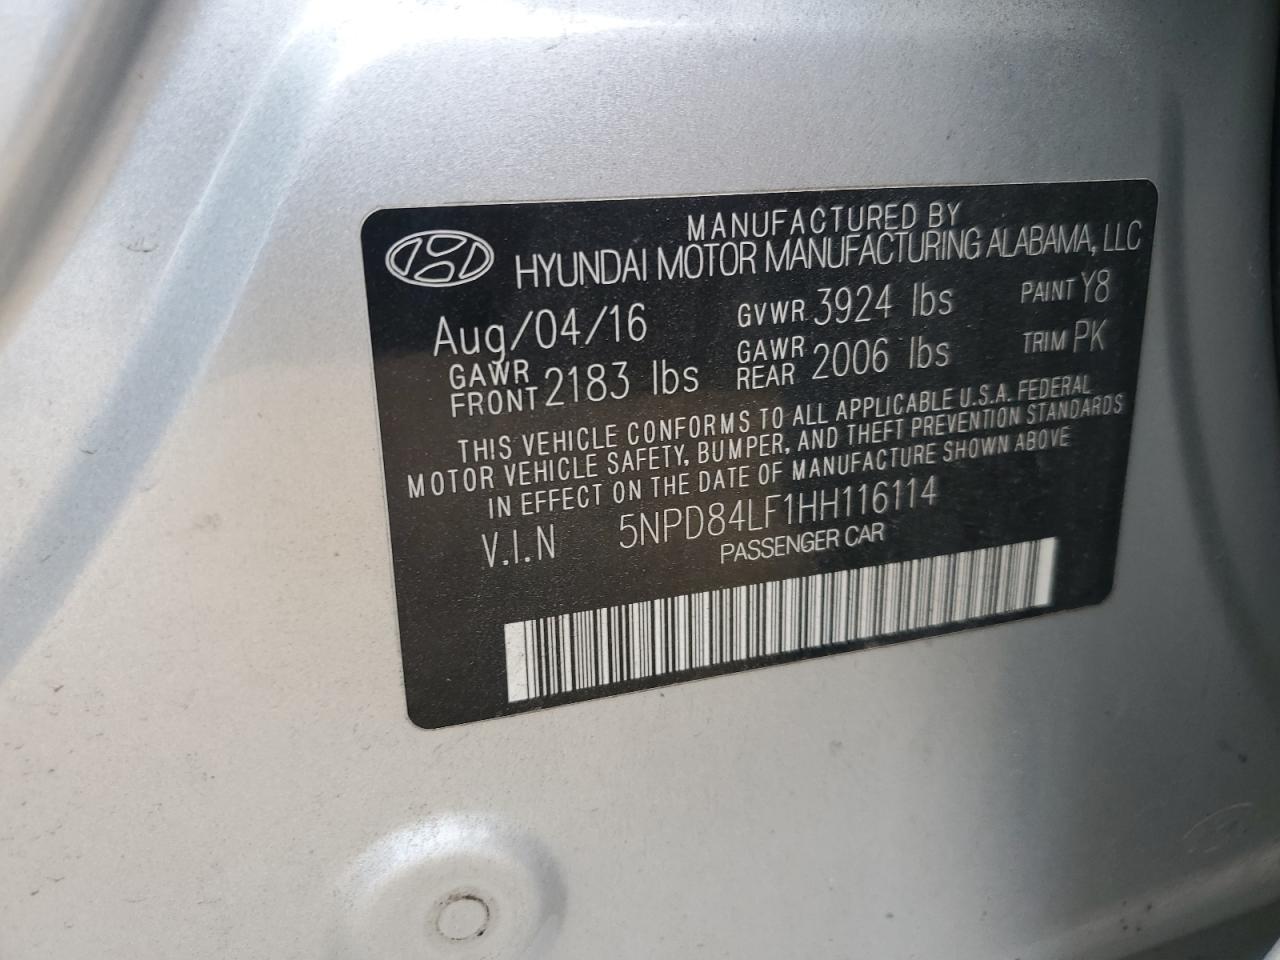 MANUFACTURED BY
HYUNDAI MOTOR MANUFACTURING ALABAMA, LLC
Aug/04/16 GVWR 3924 lbs PAINT Y8
GAWR FRONT 2183 lbs GAWR REAR 2006 lbs TRIM PK
THIS VEHICLE CONFORMS TO ALL APPLICABLE U.S.A. FEDERAL
MOTOR VEHICLE SAFETY, BUMPER, AND THEFT PREVENTION STANDARDS
IN EFFECT ON THE DATE OF MANUFACTURE SHOWN ABOVE
V.I.N 5NPD84LF1HH116114
PASSENGER CAR